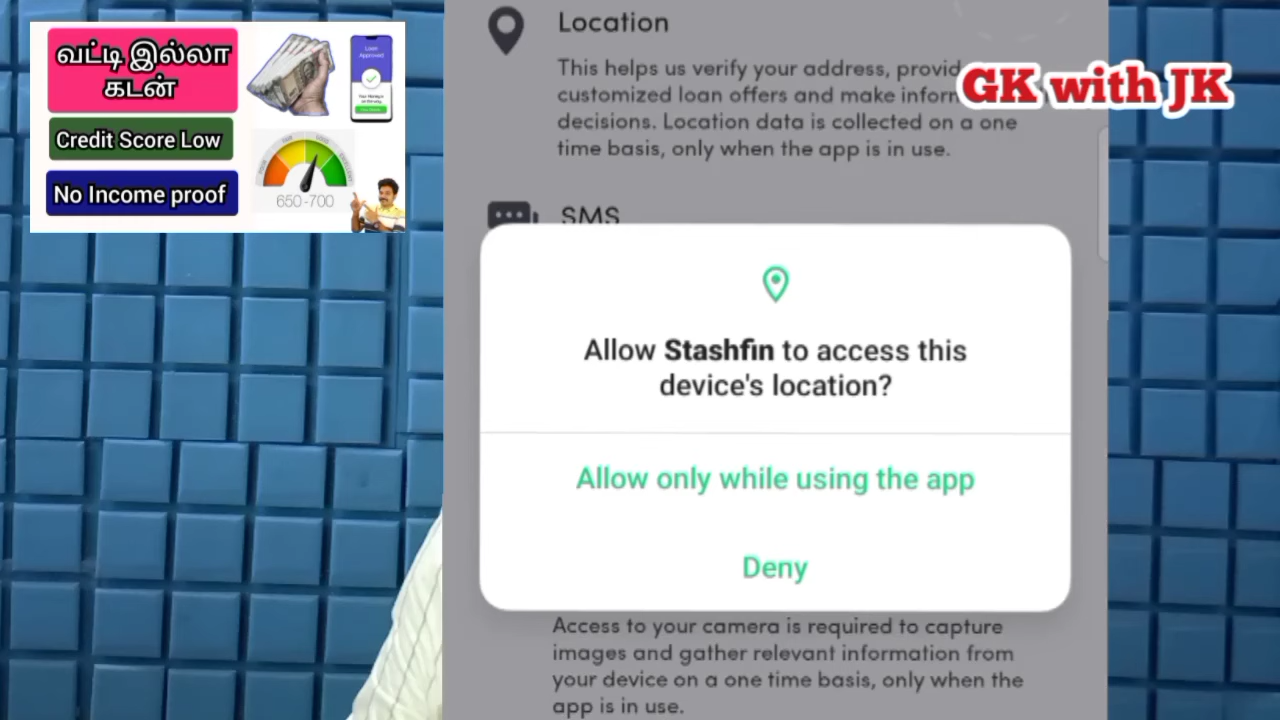 வட்டி இல்லா
கடன்
Credit Score Low
No Income proof
Loan
Approved
650-700
GK with JK
Location
This helps us verify your address, provid
customized loan offers and make inform
decisions. Location data is collected on a one
time basis, only when the app is in use.
SMS
Allow Stashfin to access this
device's location?
Allow only while using the app
Deny
Access to your camera is required to capture
images and gather relevant information from
your device on a one time basis, only when the
app is in use.